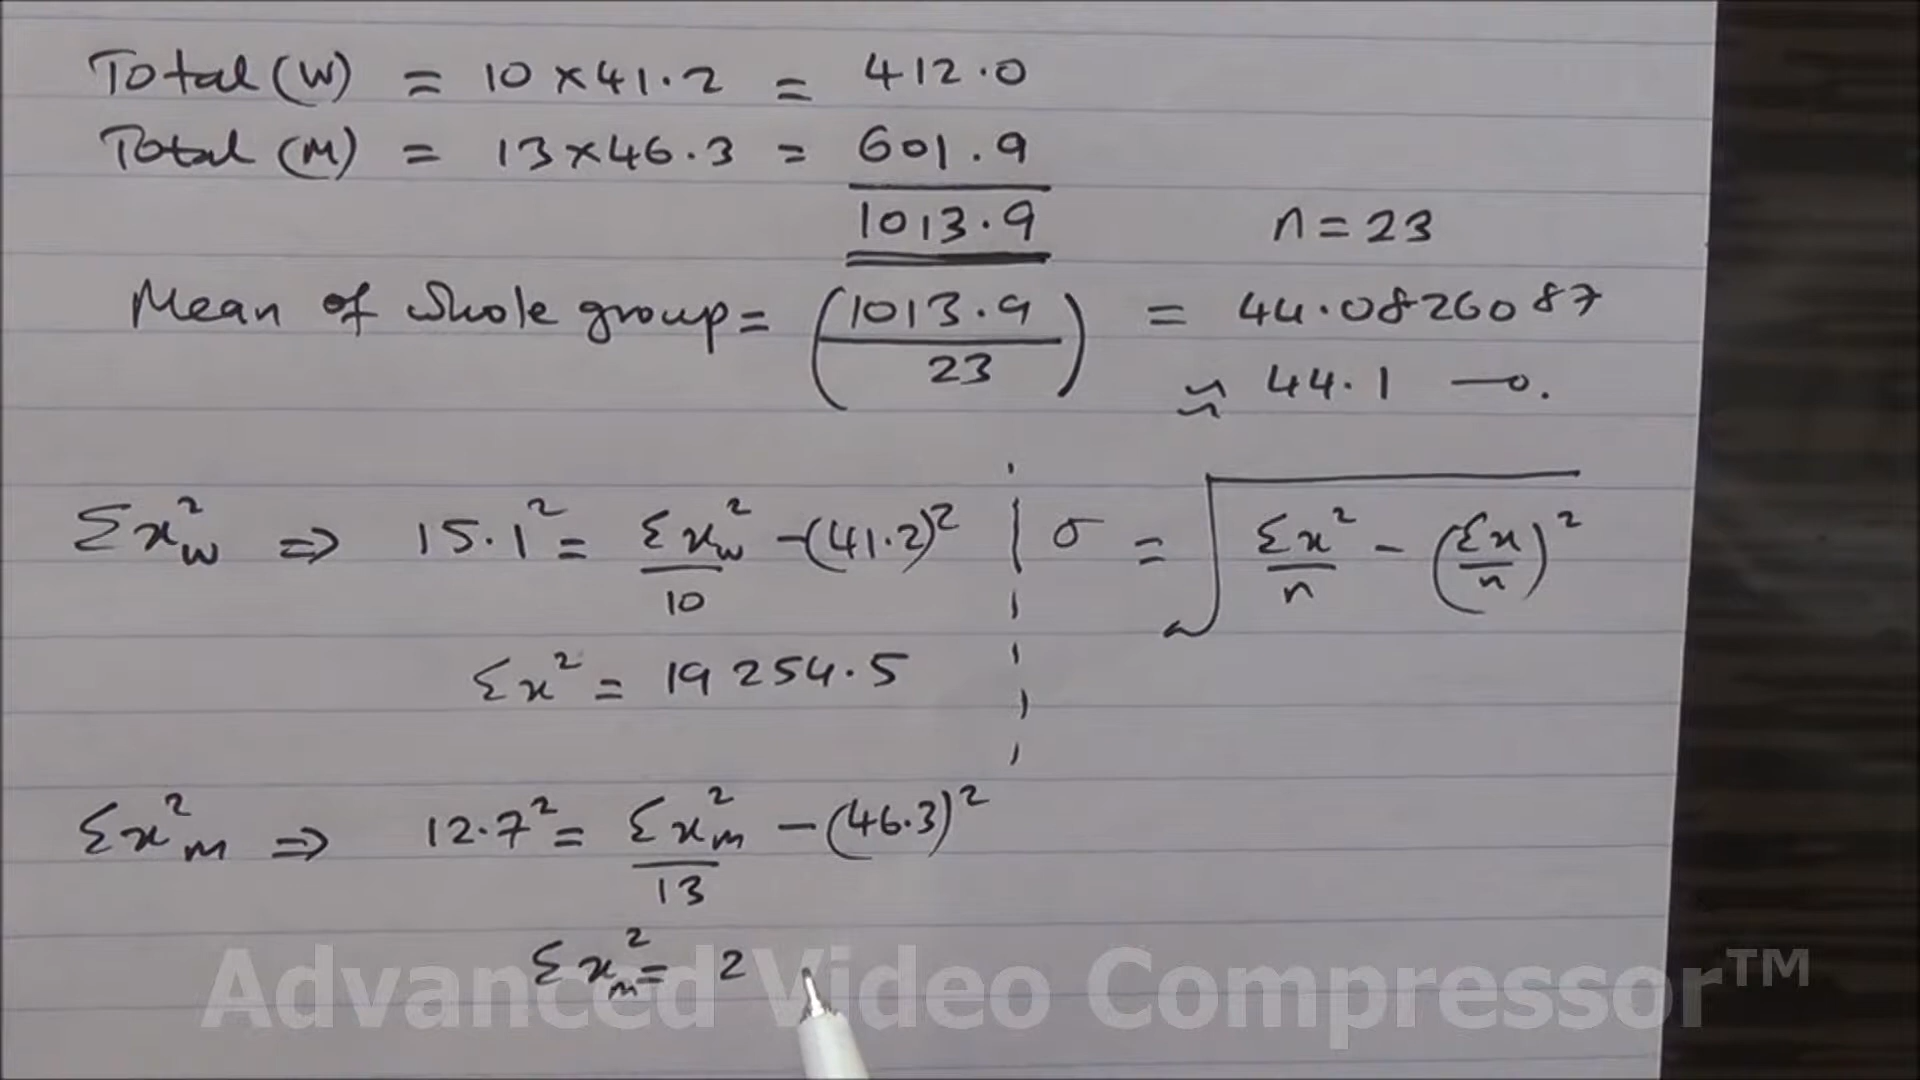 Total (W) = 10 × 41.2 = 412.0
Total (M) = 13 × 46.3 = 601.9
1013.9 n = 23
Mean of whole group = (1013.9/23) = 44.0826087
≈ 44.1
Σx²w ⇒ 15.1² = Σx²w/10 - (41.2)² | σ = √(Σx²/n - (Σx/n)²)
Σx² = 19254.5
Σx²m ⇒ 12.7² = Σx²m/13 - (46.3)²
Σx²m = 2
Advanced Video Compressor™